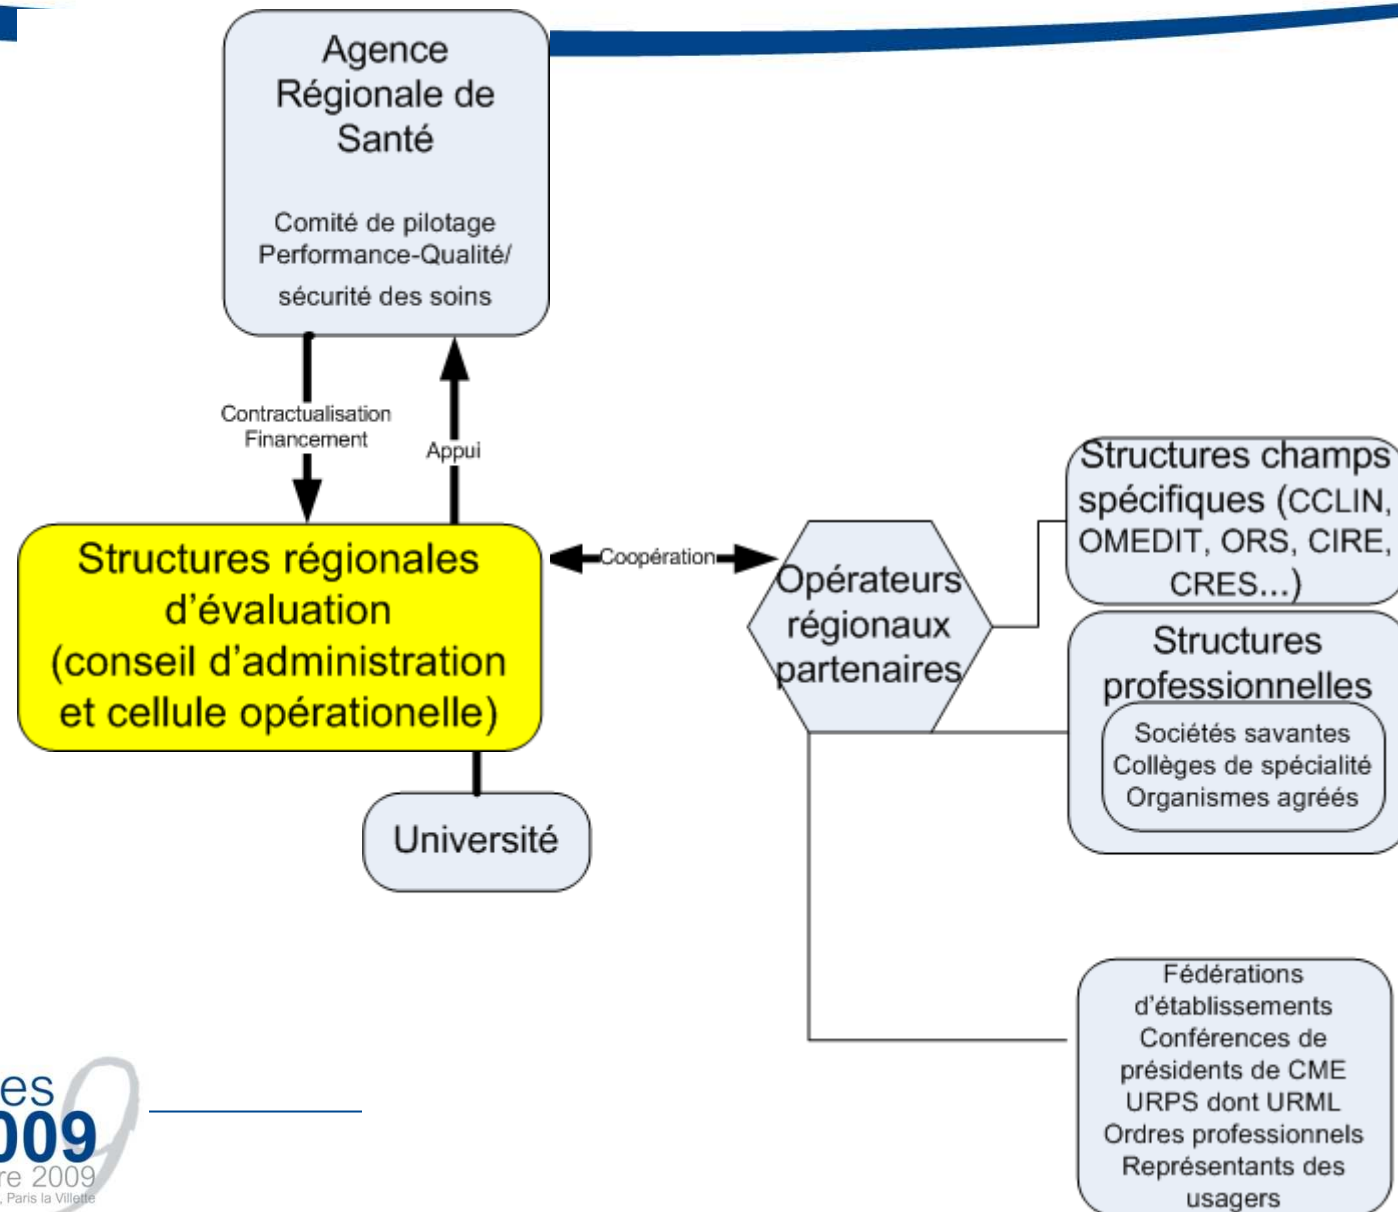 Agence
Régionale de
Santé
Comité de pilotage
Performance-Qualité/
sécurité des soins
Contractualisation
Financement
Appui
Structures régionales
d'évaluation
(conseil d'administration
et cellule opérationelle)
Coopération
Opérateurs
régionaux
partenaires
Université
Structures champs
spécifiques (CCLIN,
OMEDIT, ORS, CIRE,
CRES...)
Structures
professionnelles
Sociétés savantes
Collèges de spécialité
Organismes agréés
Fédérations
d'établissements
Conférences de
présidents de CME
URPS dont URML
Ordres professionnels
Représentants des
usagers
es
009
re 2009
, Paris la Villette